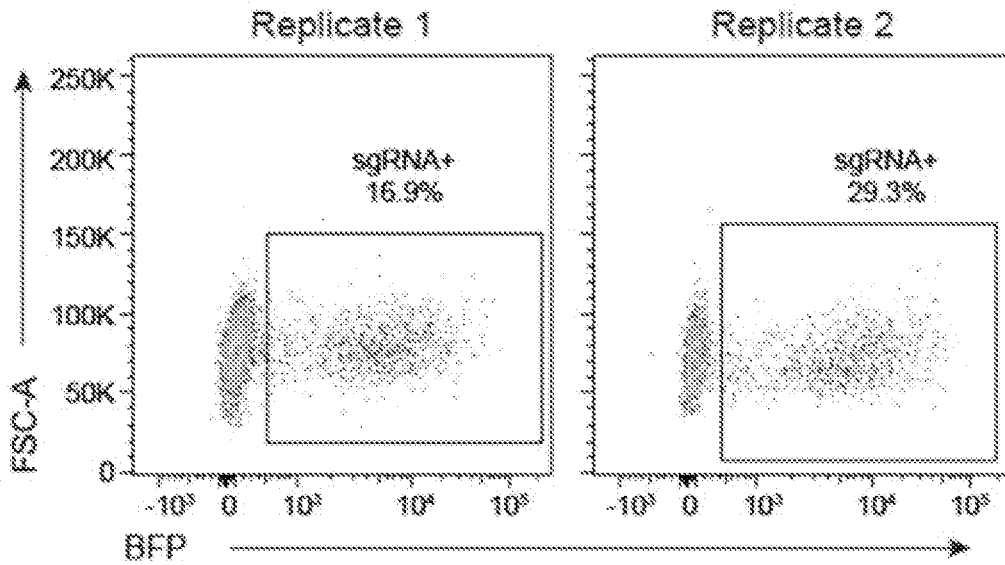 Replicate 1
Replicate 2
FSC-A
250K
200K
150K
100K
50K
0
sgRNA+
16.9%
sgRNA+
29.3%
-10³ 0 10³ 10⁴ 10⁵
-10³ 0 10³ 10⁴ 10⁵
BFP